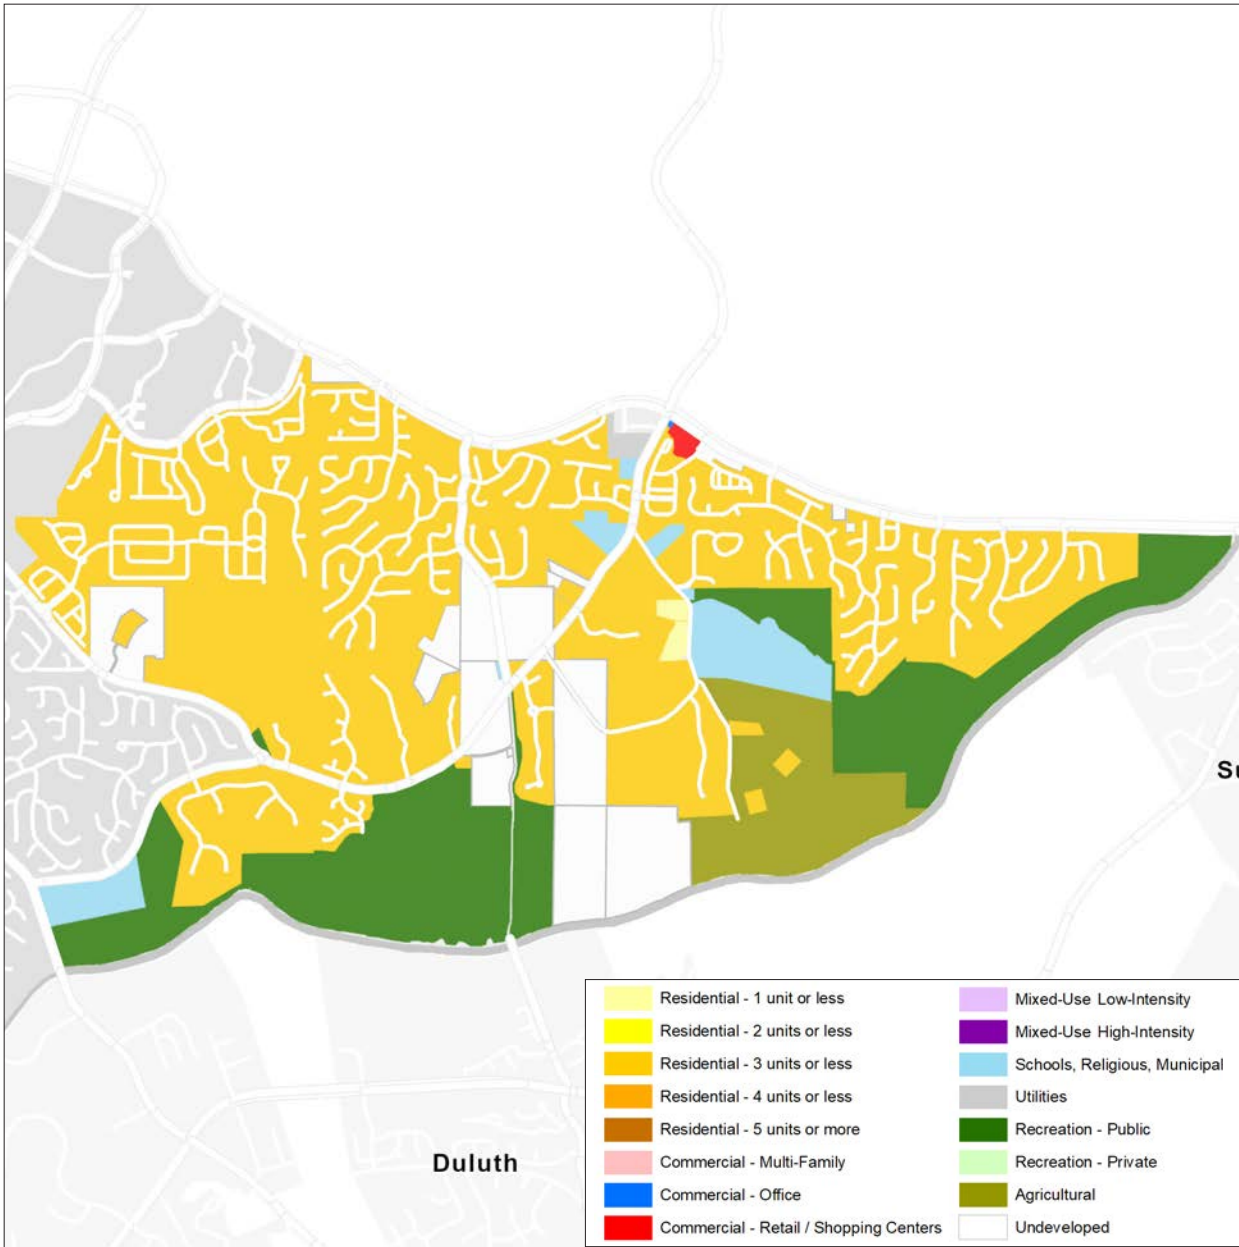 Duluth
Residential - 1 unit or less
Residential - 2 units or less
Residential - 3 units or less
Residential - 4 units or less
Residential - 5 units or more
Commercial - Multi-Family
Commercial - Office
Commercial - Retail / Shopping Centers
Mixed-Use Low-Intensity
Mixed-Use High-Intensity
Schools, Religious, Municipal
Utilities
Recreation - Public
Recreation - Private
Agricultural
Undeveloped